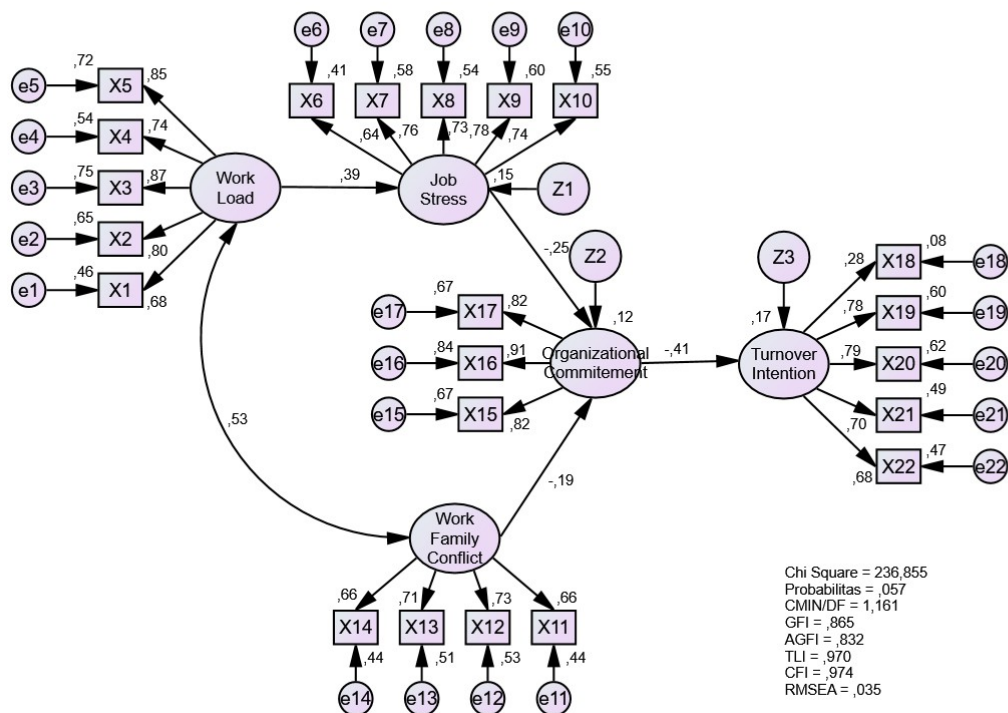 e6
e7
e8
e9
e10
,41
,58
,54
,60
,55
X6
X7
X8
X9
X10
,64
,76
,73
,78
,74
e5
,72
X5
,85
e4
,54
X4
,74
e3
,75
X3
,87
e2
,65
X2
,80
e1
,46
X1
,68
Work
Load
,39
Job
Stress
,15
Z1
-,25
Z2
Z3
e17
,67
X17
,82
e16
,84
X16
,91
e15
,67
X15
,82
,12
Organizational
Commitement
-,41
,17
Turnover
Intention
,28
X18
,08
e18
,78
X19
,60
e19
,79
X20
,62
e20
,70
X21
,49
e21
,68
X22
,47
e22
,53
-,19
Work
Family
Conflict
,66
,71
,73
,66
X14
X13
X12
X11
,44
,51
,53
,44
e14
e13
e12
e11
Chi Square = 236,855
Probabilitas = ,057
CMIN/DF = 1,161
GFI = ,865
AGFI = ,832
TLI = ,970
CFI = ,974
RMSEA = ,035